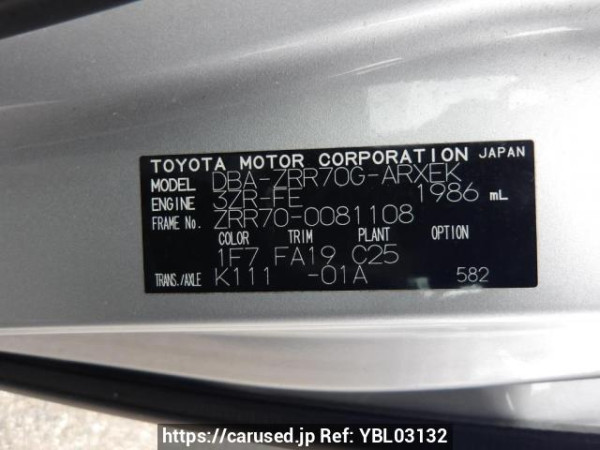 TOYOTA MOTOR CORPORATION JAPAN
MODEL DBA-ZRR70G-ARXEK
ENGINE 3ZR-FE 1986 mL
FRAME No. ZRR70-0081108
COLOR TRIM PLANT OPTION
1F7 FA19 C25
TRANS./AXLE K111 -01A 582
https://carused.jp Ref: YBL03132